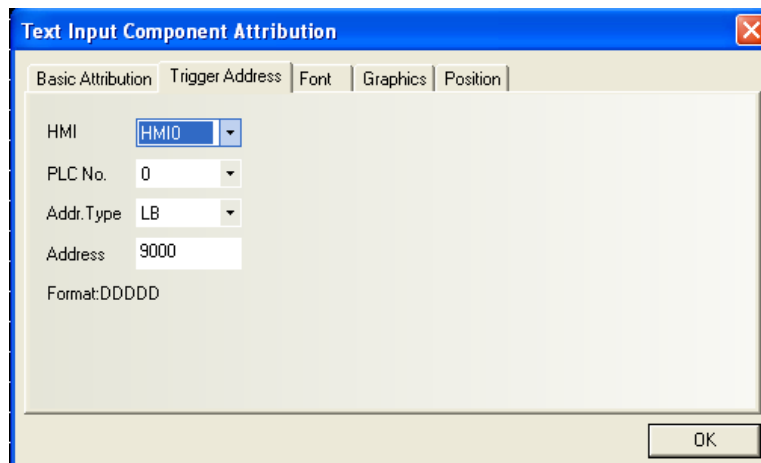 Text Input Component Attribution
Basic Attribution Trigger Address Font Graphics Position
HMI HMI0
PLC No. 0
Addr.Type LB
Address 9000
Format:DDDDD
OK